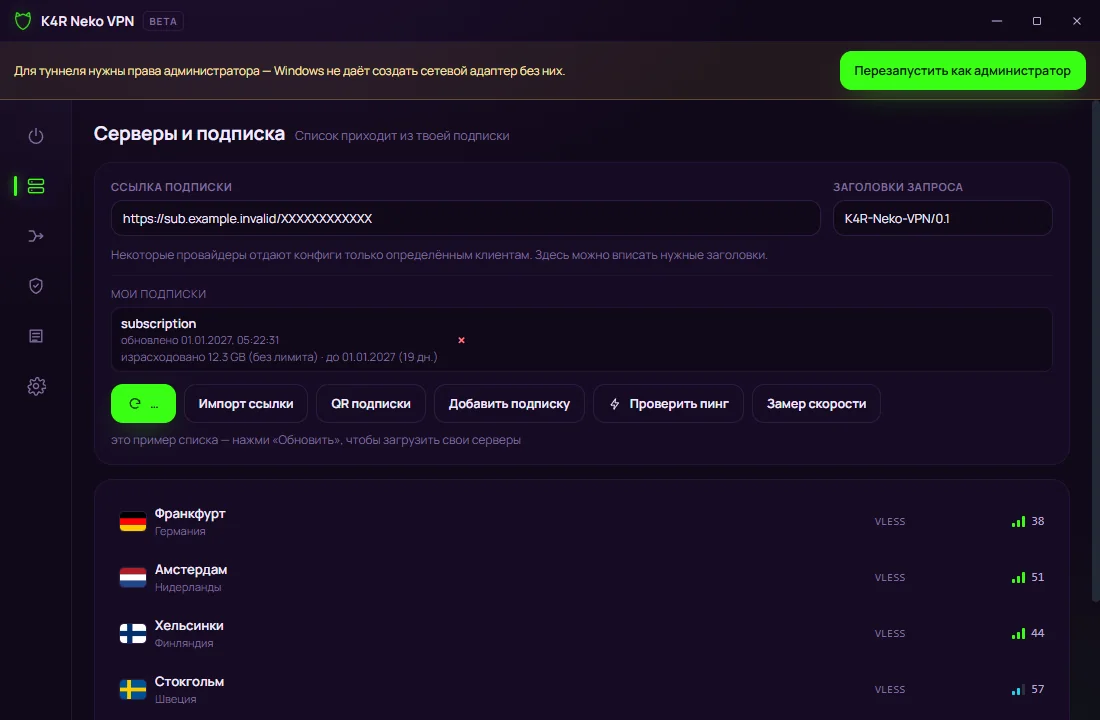 K4R Neko VPN BETA
Для туннеля нужны права администратора — Windows не даёт создать сетевой адаптер без них.
Перезапустить как администратор
Серверы и подписка Список приходит из твоей подписки
ССЫЛКА ПОДПИСКИ
https://sub.example.invalid/XXXXXXXXXXXX
ЗАГОЛОВКИ ЗАПРОСА
K4R-Neko-VPN/0.1
Некоторые провайдеры отдают конфиги только определённым клиентам. Здесь можно вписать нужные заголовки.
МОИ ПОДПИСКИ
subscription
обновлено 01.01.2027, 05:22:31
израсходовано 12.3 GB (без лимита) · до 01.01.2027 (19 дн.)
... Импорт ссылки QR подписки Добавить подписку Проверить пинг Замер скорости
это пример списка — нажми «Обновить», чтобы загрузить свои серверы
Франкфурт
Германия
VLESS 38
Амстердам
Нидерланды
VLESS 51
Хельсинки
Финляндия
VLESS 44
Стокгольм
Швеция
VLESS 57